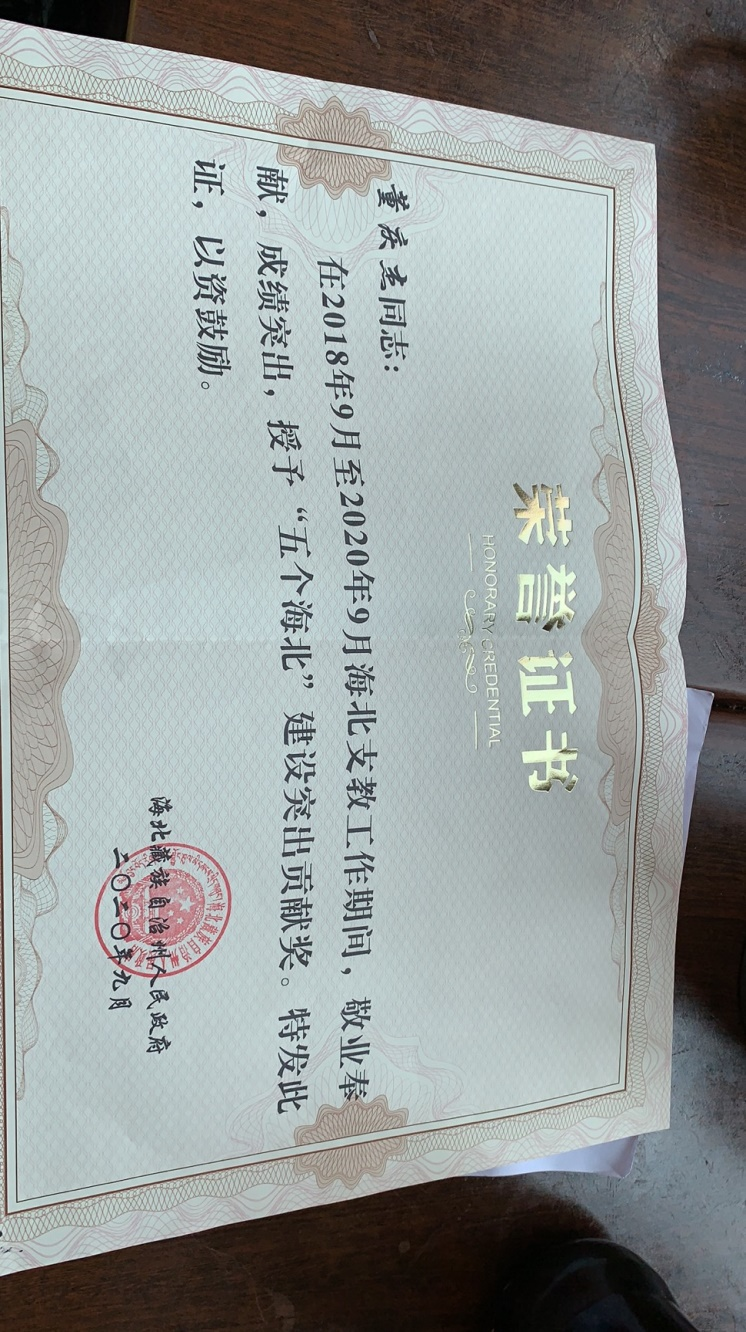 荣誉证书
HONORARY CREDENTIAL
董庆志同志：
在2018年9月至2020年9月海北支教工作期间，敬业奉
献，成绩突出，授予“五个海北”建设突出贡献奖。特发此
证，以资鼓励。
海北藏族自治州人民政府
二〇二〇年九月